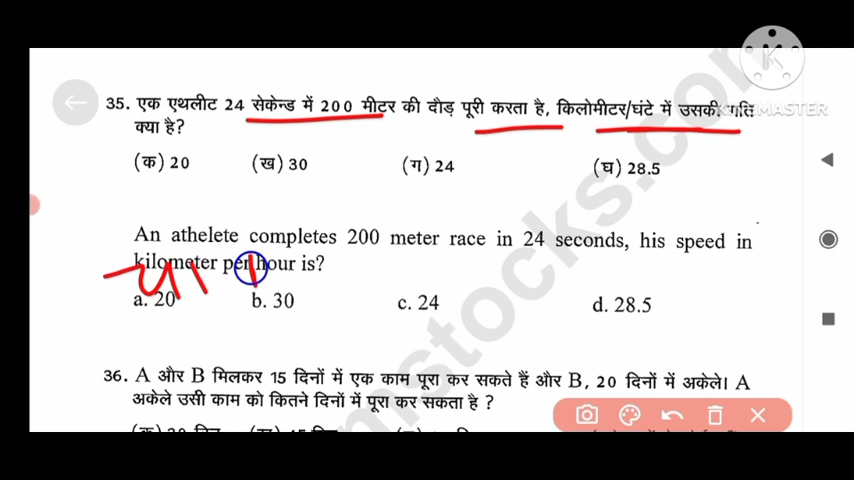 KINEMASTER
35. एक एथलीट 24 सेकेन्ड में 200 मीटर की दौड़ पूरी करता है, किलोमीटर/घंटे में उसकी गति
क्या है?
(क) 20 (ख) 30 (ग) 24 (घ) 28.5
An athelete completes 200 meter race in 24 seconds, his speed in
kilometer per hour is?
a. 20 b. 30 c. 24 d. 28.5
36. A और B मिलकर 15 दिनों में एक काम पूरा कर सकते हैं और B, 20 दिनों में अकेले। A
अकेले उसी काम को कितने दिनों में पूरा कर सकता है ?